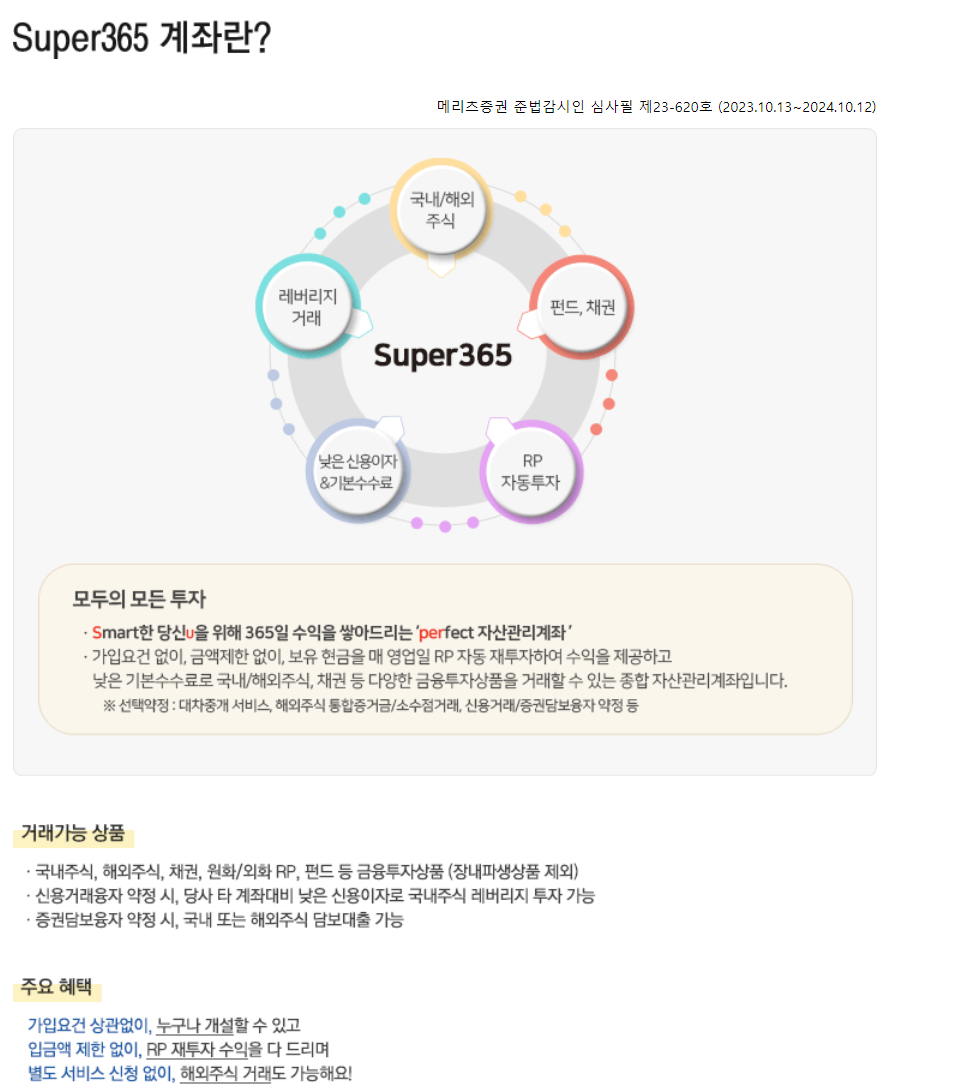 Super365 계좌란?
메리츠증권 준법감시인 심사필 제23-620호 (2023.10.13~2024.10.12)
국내/해외
주식
레버리지
거래
펀드, 채권
Super365
낮은 신용이자
&기본수수료
RP
자동투자
모두의 모든 투자
· Smart한 당신u을 위해 365일 수익을 쌓아드리는 ‘perfect 자산관리계좌’
· 가입요건 없이, 금액제한 없이, 보유 현금을 매 영업일 RP 자동 재투자하여 수익을 제공하고
낮은 기본수수료로 국내/해외주식, 채권 등 다양한 금융투자상품을 거래할 수 있는 종합 자산관리계좌입니다.
※ 선택약정 : 대차중개 서비스, 해외주식 통합증거금/소수점거래, 신용거래/증권담보융자 약정 등
거래가능 상품
· 국내주식, 해외주식, 채권, 원화/외화 RP, 펀드 등 금융투자상품 (장내파생상품 제외)
· 신용거래융자 약정 시, 당사 타 계좌대비 낮은 신용이자로 국내주식 레버리지 투자 가능
· 증권담보융자 약정 시, 국내 또는 해외주식 담보대출 가능
주요 혜택
가입요건 상관없이, 누구나 개설할 수 있고
입금액 제한 없이, RP 재투자 수익을 다 드리며
별도 서비스 신청 없이, 해외주식 거래도 가능해요!